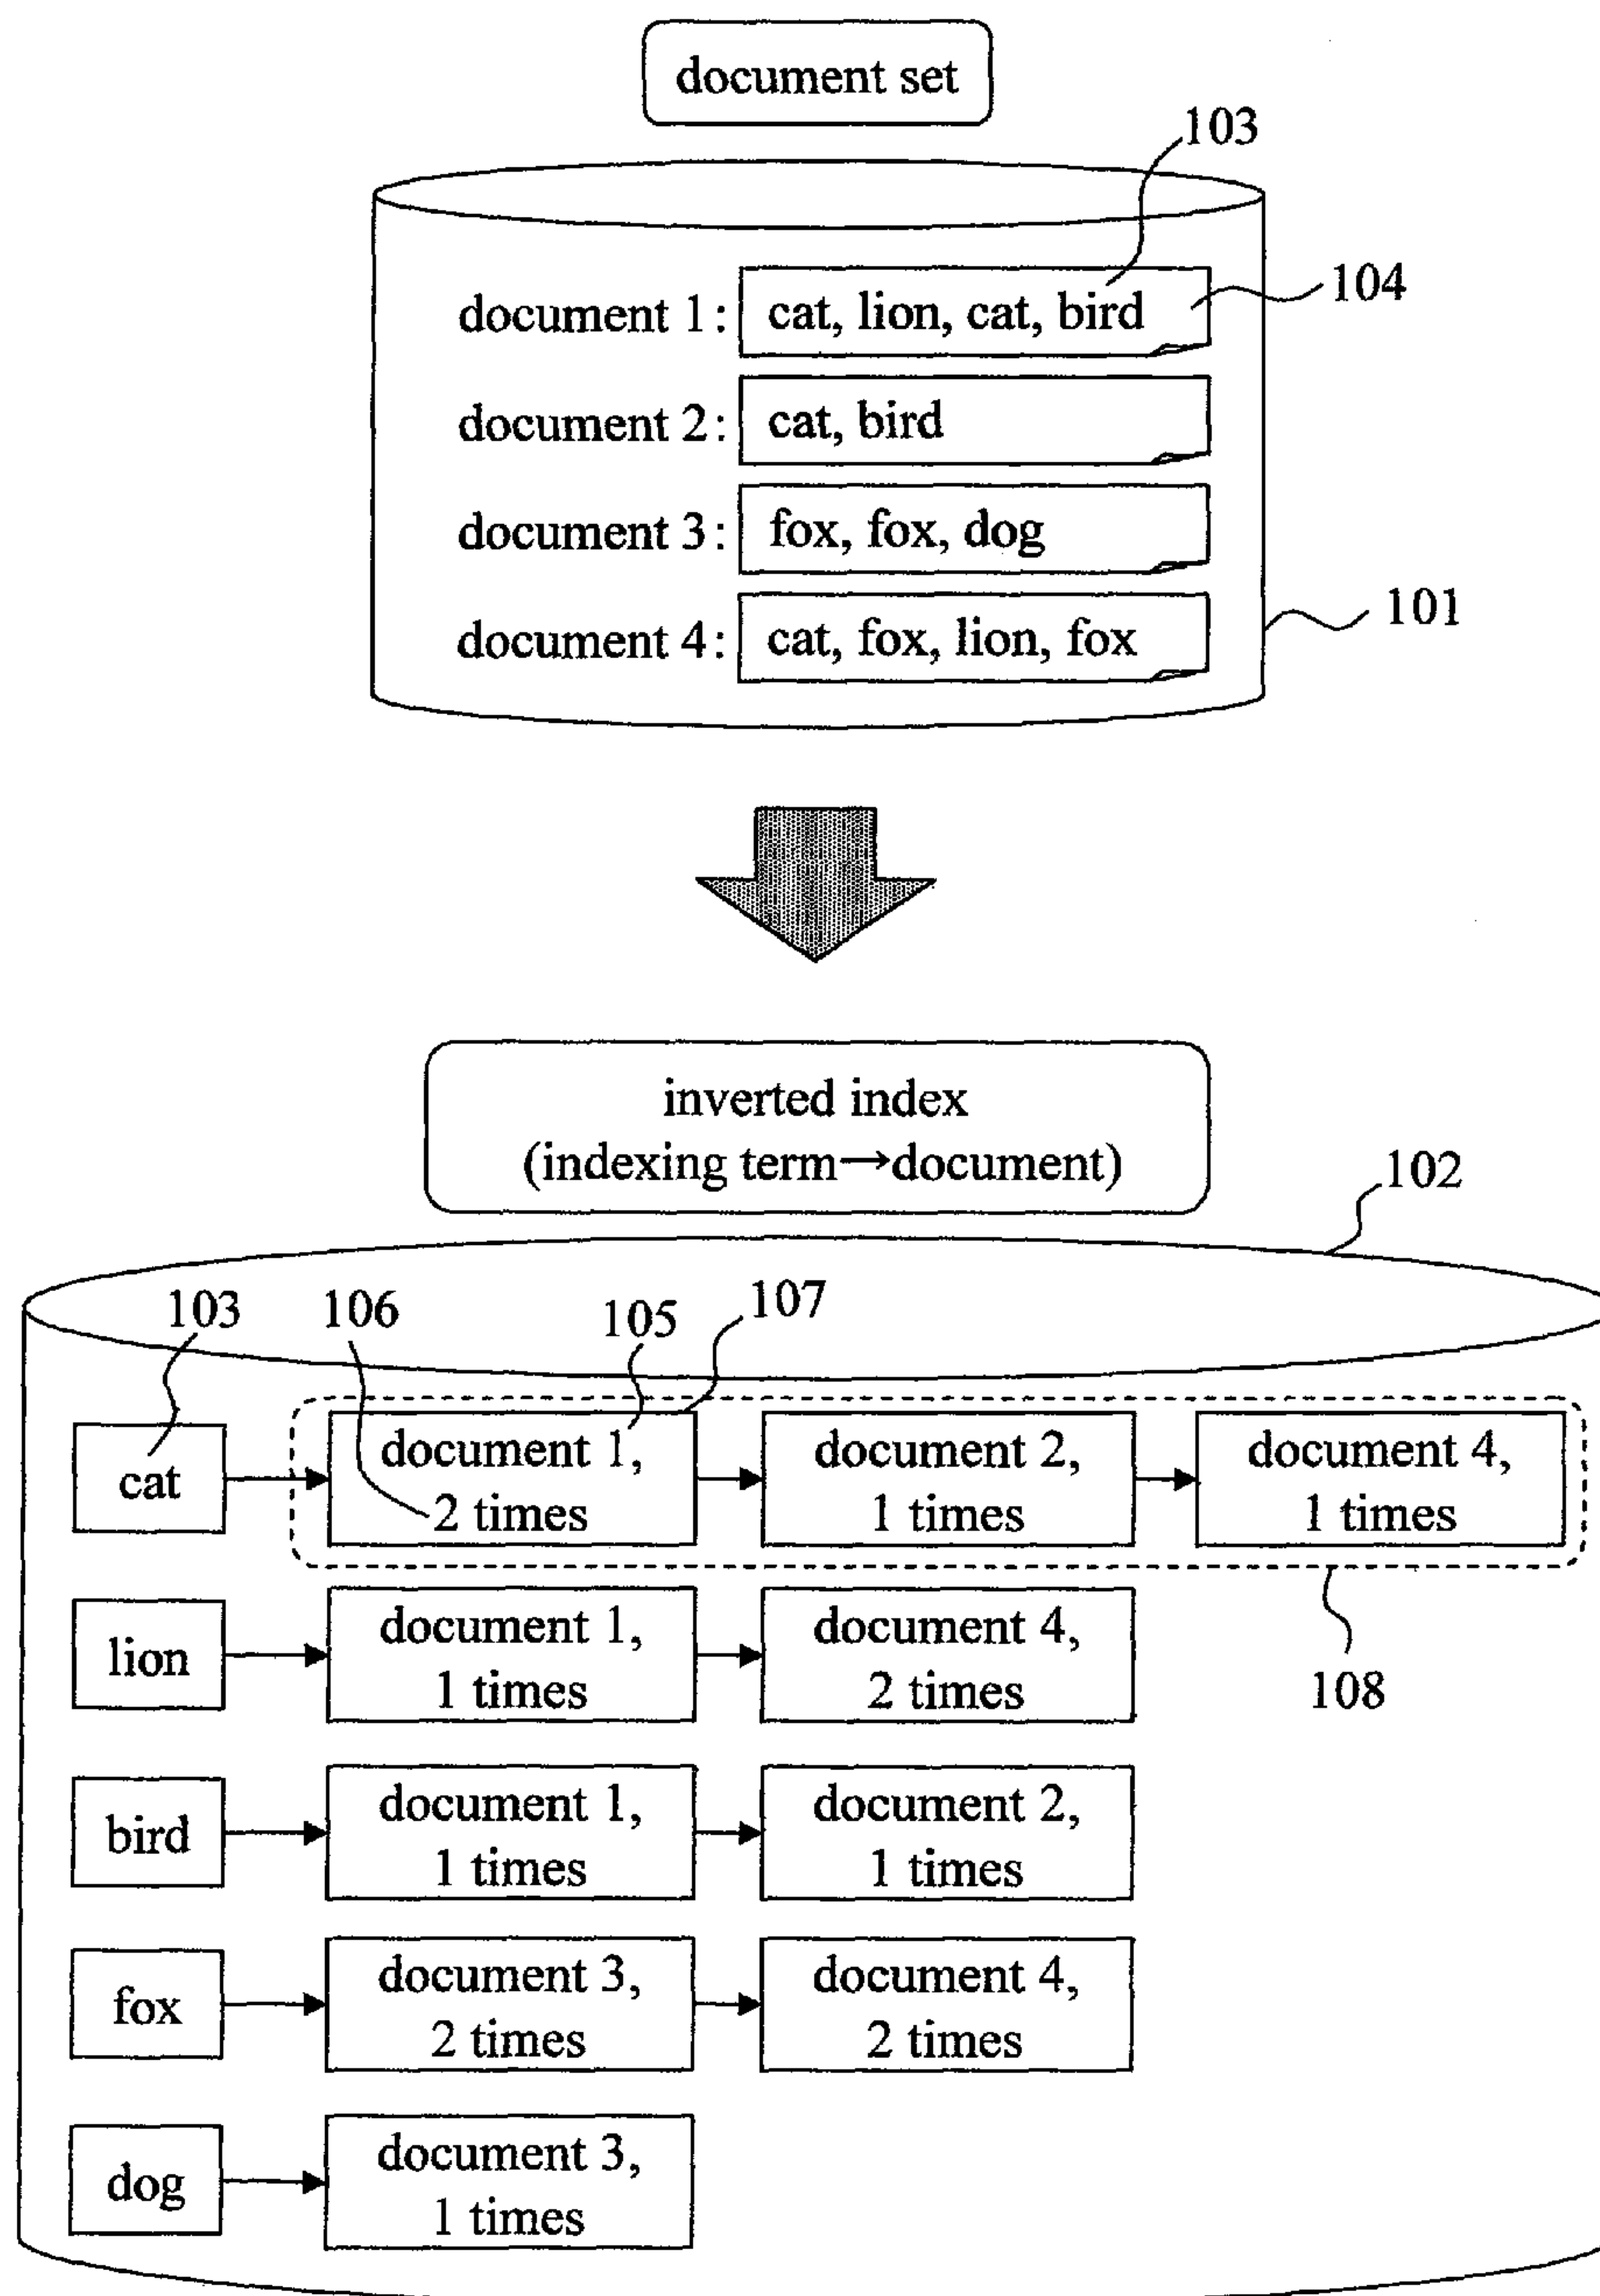 document set
103
document 1: cat, lion, cat, bird
104
document 2: cat, bird
document 3: fox, fox, dog
document 4: cat, fox, lion, fox
101
inverted index
(indexing term→document)
102
103
106
105
107
cat
document 1,
2 times
document 2,
1 times
document 4,
1 times
108
lion
document 1,
1 times
document 4,
2 times
bird
document 1,
1 times
document 2,
1 times
fox
document 3,
2 times
document 4,
2 times
dog
document 3,
1 times